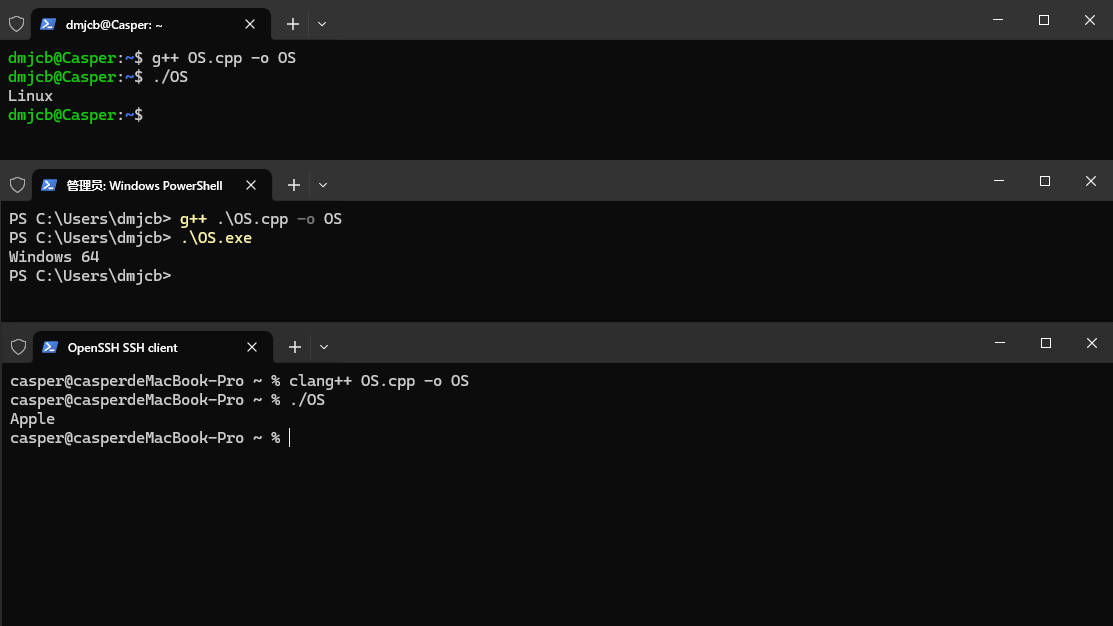 dmjcb@Casper: ~
dmjcb@Casper:~$ g++ OS.cpp -o OS
dmjcb@Casper:~$ ./OS
Linux
dmjcb@Casper:~$
管理员: Windows PowerShell
PS C:\Users\dmjcb> g++ .\OS.cpp -o OS
PS C:\Users\dmjcb> .\OS.exe
Windows 64
PS C:\Users\dmjcb>
OpenSSH SSH client
casper@casperdeMacBook-Pro ~ % clang++ OS.cpp -o OS
casper@casperdeMacBook-Pro ~ % ./OS
Apple
casper@casperdeMacBook-Pro ~ %